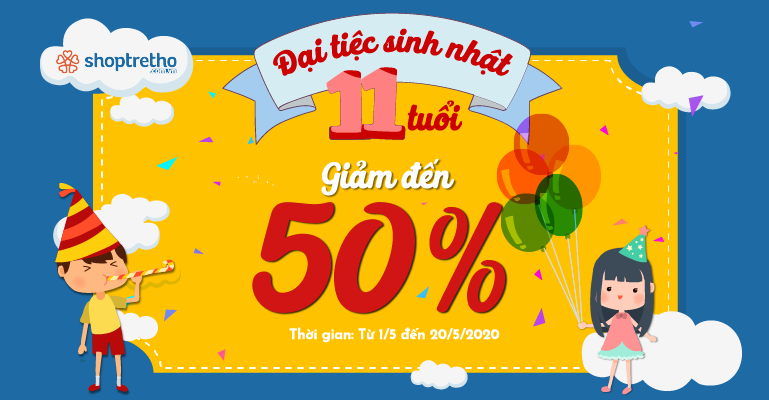 shoptretho
.com.vn
Đại tiệc sinh nhật
11 tuổi
Giảm đến
50%
Thời gian: Từ 1/5 đến 20/5/2020